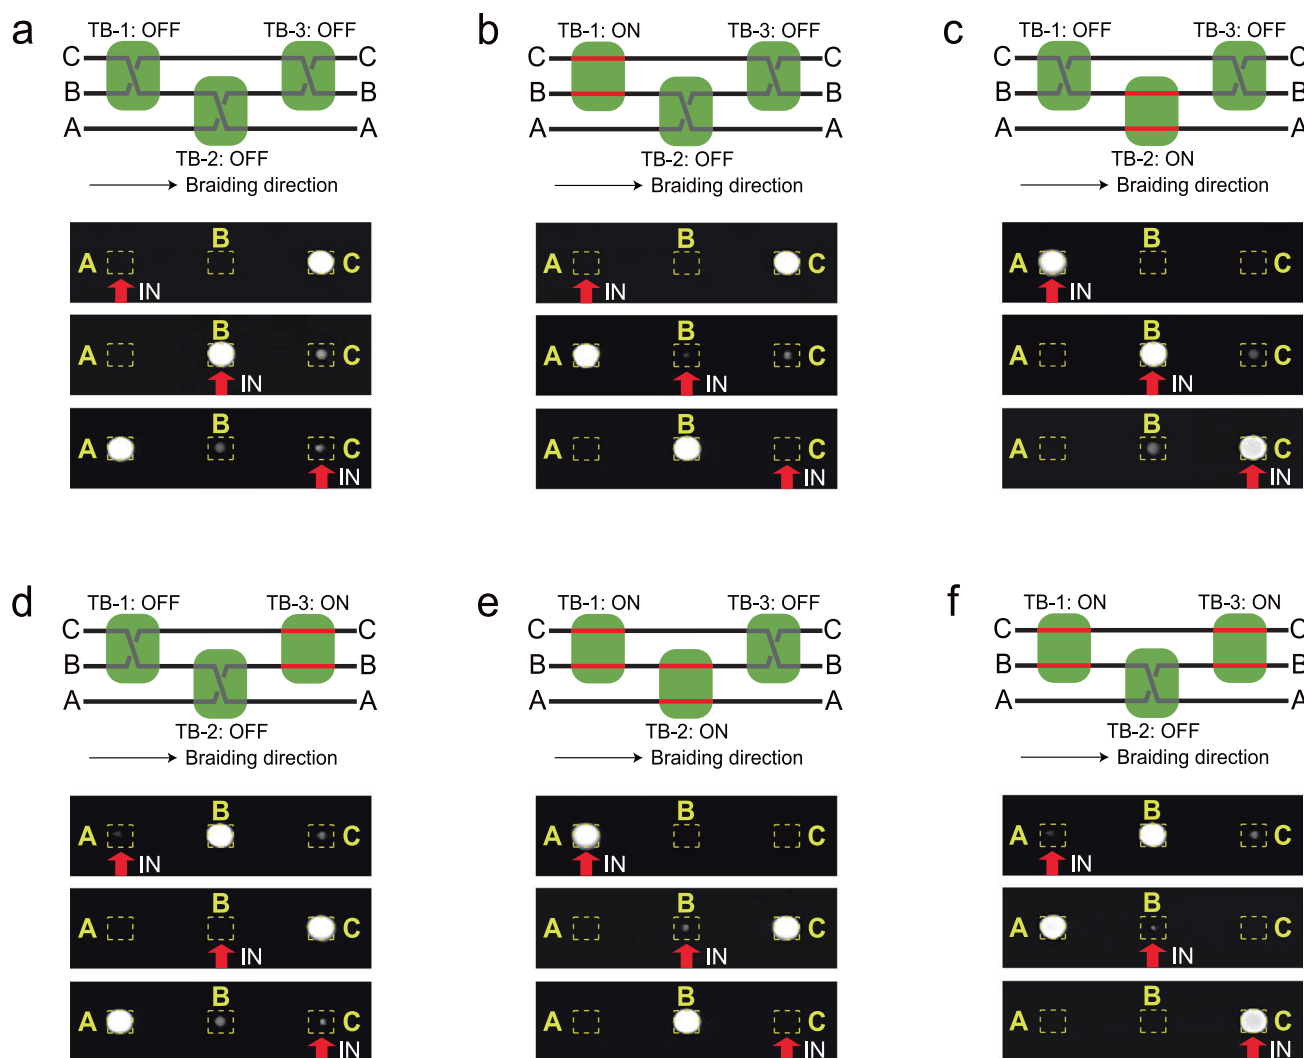 a
TB-1: OFF TB-3: OFF
C C
B B
A A
TB-2: OFF
Braiding direction
B
A C
IN
B
A C
IN
B
A C
IN
b
TB-1: ON TB-3: OFF
C C
B B
A A
TB-2: OFF
Braiding direction
B
A C
IN
B
A C
IN
B
A C
IN
c
TB-1: OFF TB-3: OFF
C C
B B
A A
TB-2: ON
Braiding direction
B
A C
IN
B
A C
IN
B
A C
IN
d
TB-1: OFF TB-3: ON
C C
B B
A A
TB-2: OFF
Braiding direction
B
A C
IN
B
A C
IN
B
A C
IN
e
TB-1: ON TB-3: OFF
C C
B B
A A
TB-2: ON
Braiding direction
B
A C
IN
B
A C
IN
B
A C
IN
f
TB-1: ON TB-3: ON
C C
B B
A A
TB-2: OFF
Braiding direction
B
A C
IN
B
A C
IN
B
A C
IN